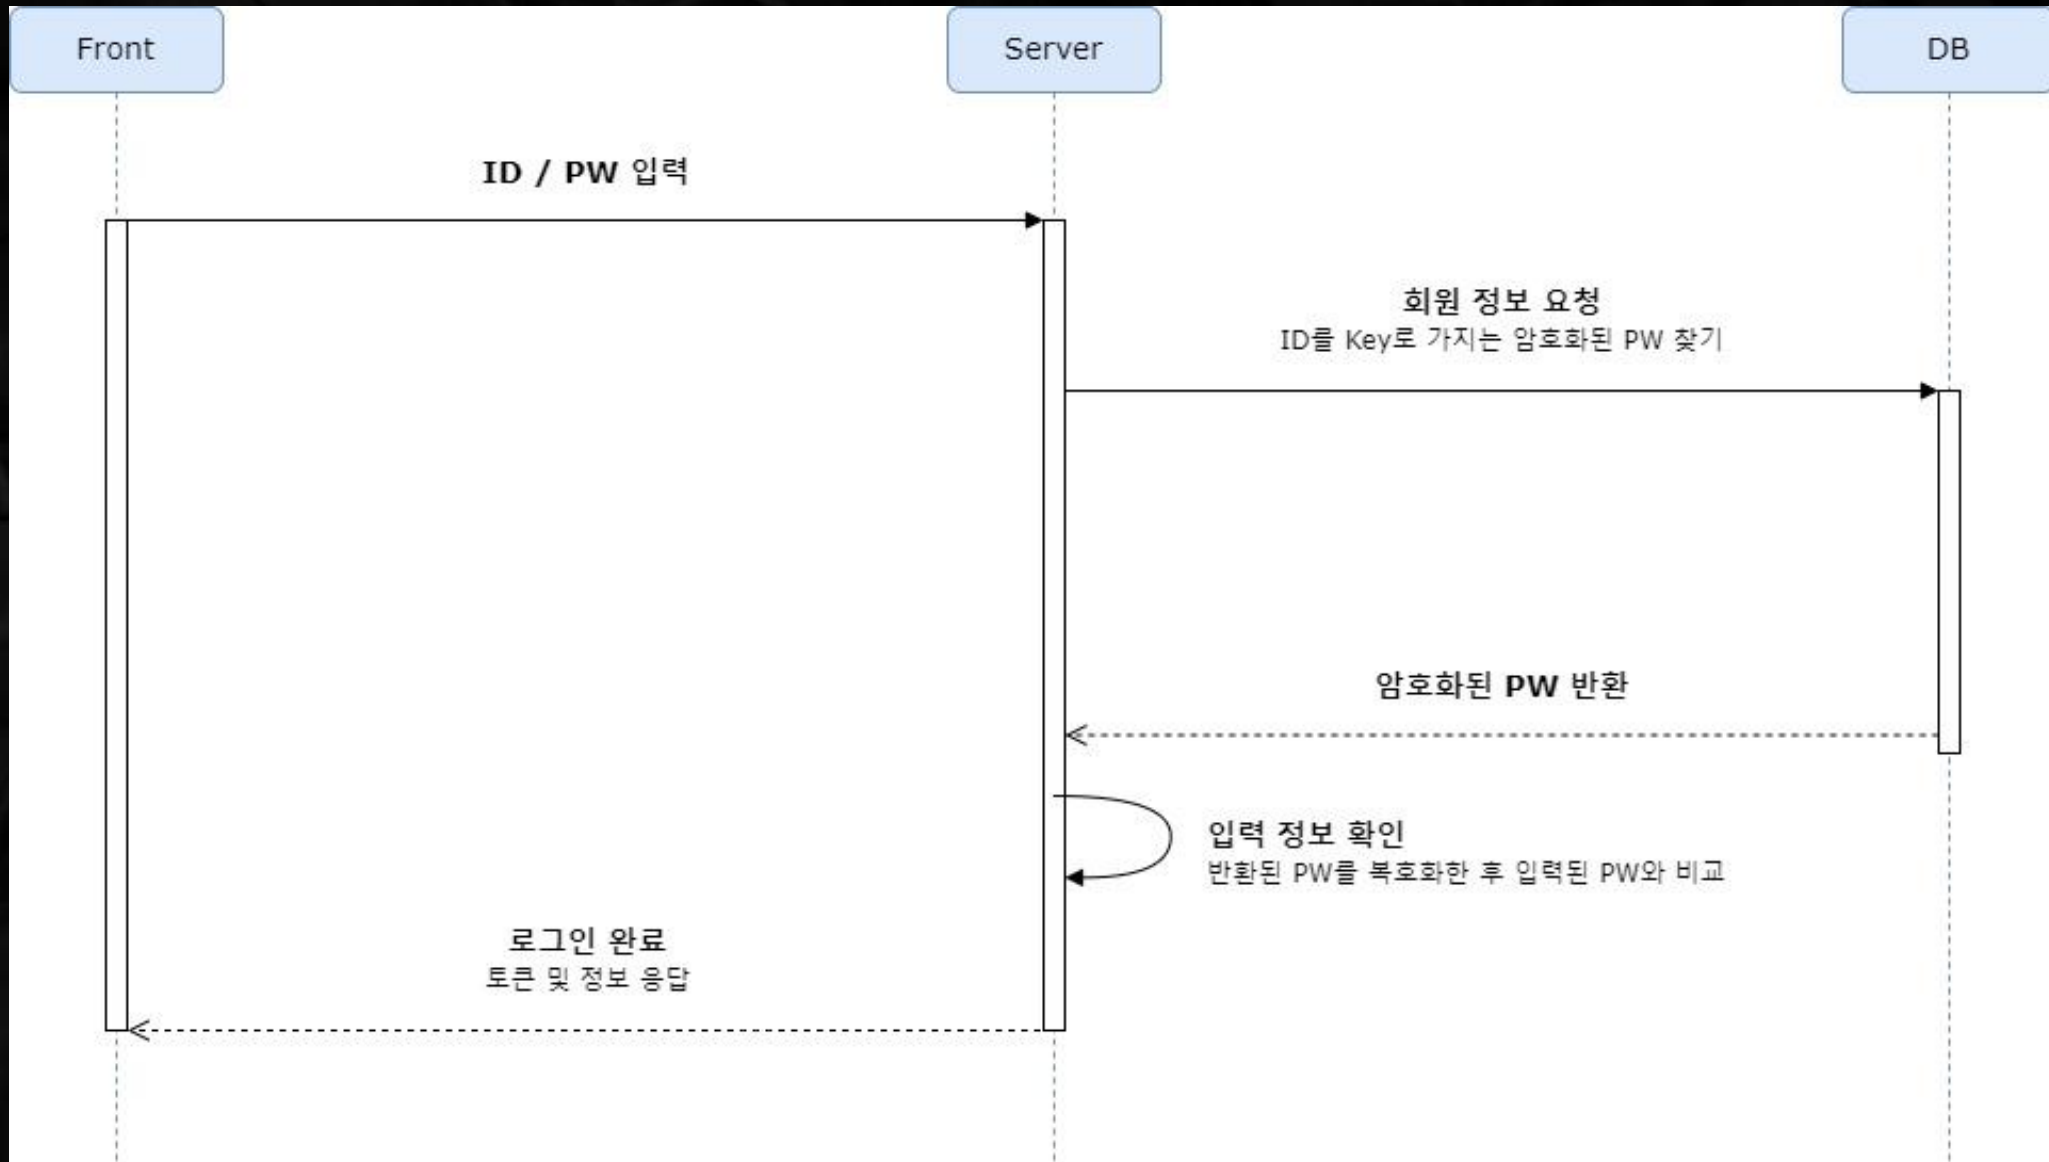 Front
Server
DB
ID / PW 입력
회원 정보 요청
ID를 Key로 가지는 암호화된 PW 찾기
암호화된 PW 반환
입력 정보 확인
반환된 PW를 복호화한 후 입력된 PW와 비교
로그인 완료
토큰 및 정보 응답